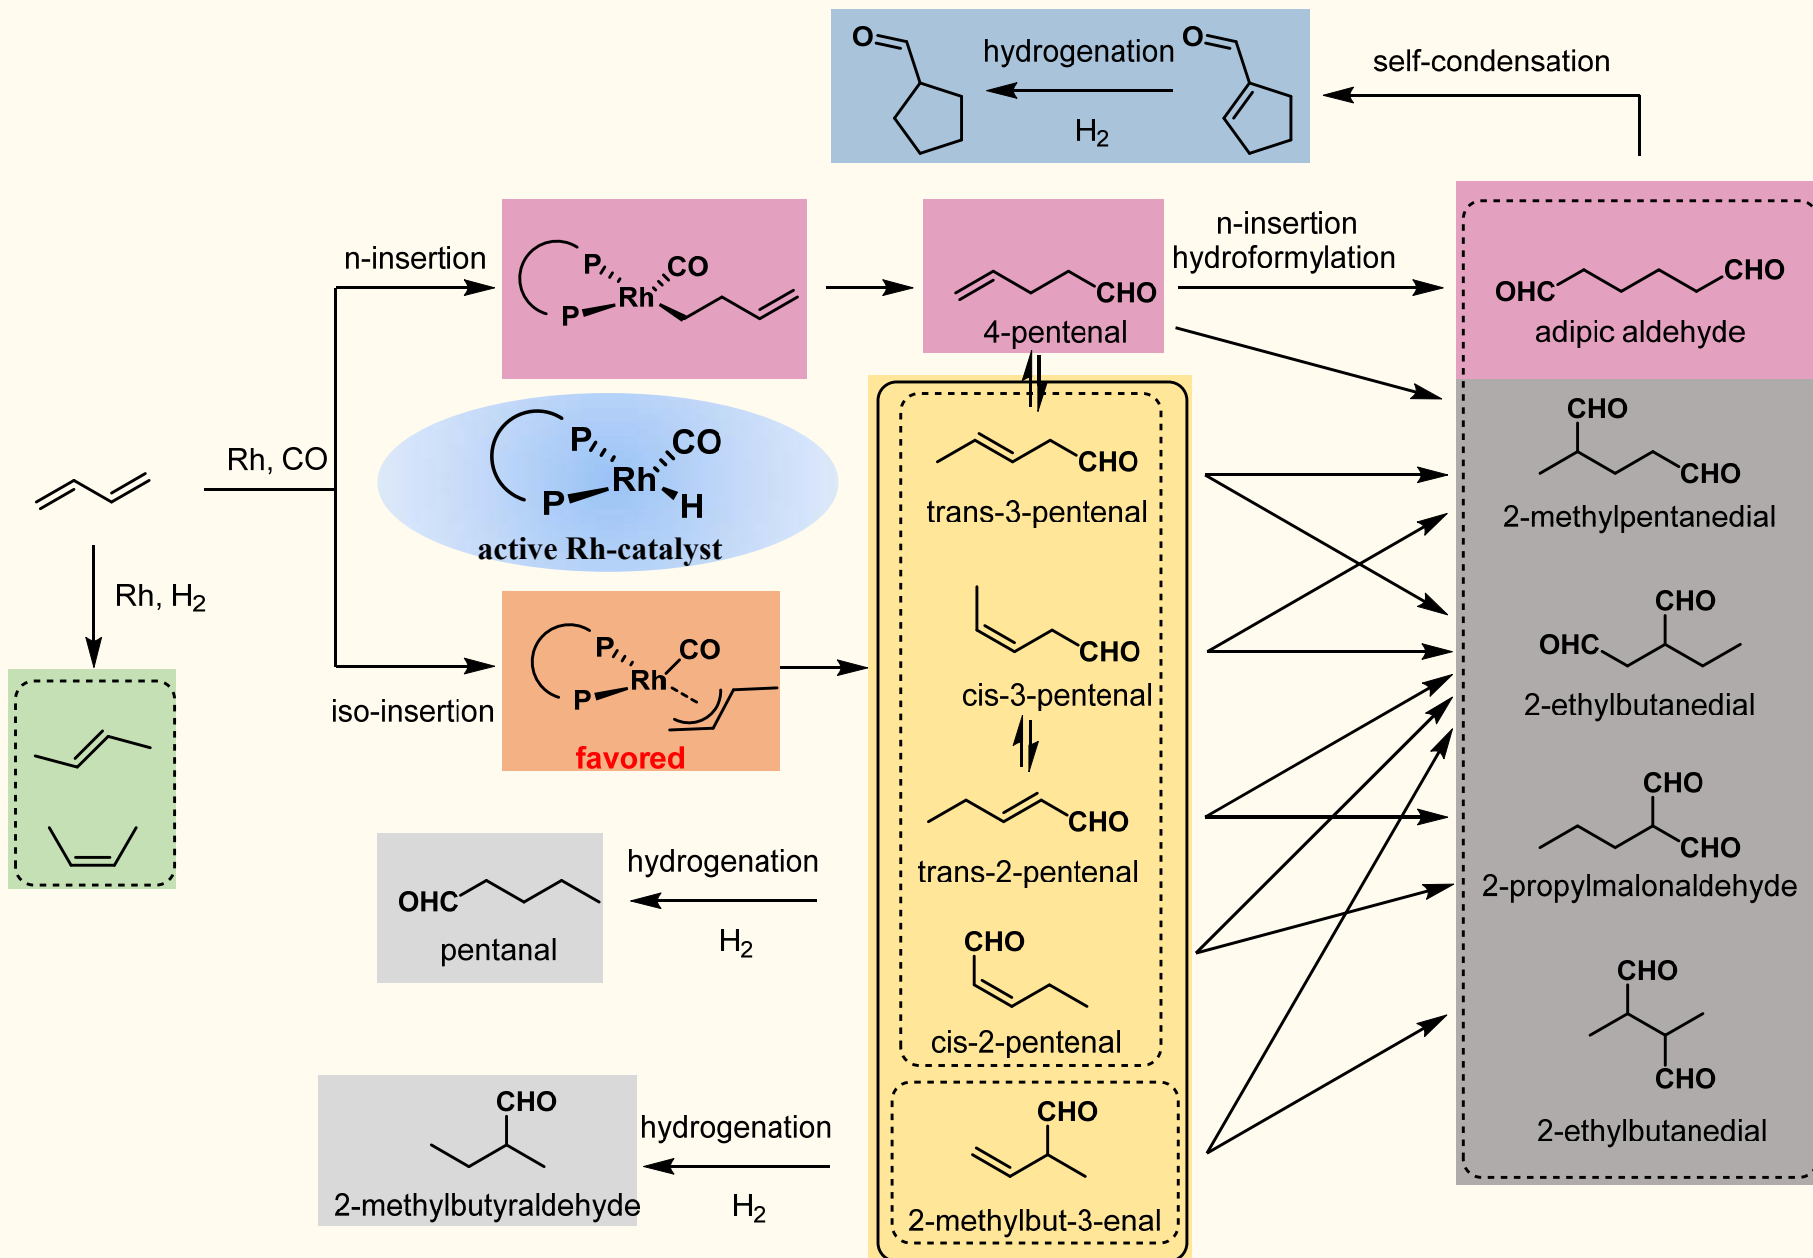 O
hydrogenation
H2
O
self-condensation
n-insertion
P
CO
Rh
P
CHO
4-pentenal
n-insertion
hydroformylation
OHC
CHO
adipic aldehyde
Rh, CO
P
CO
Rh
P
H
active Rh-catalyst
CHO
trans-3-pentenal
CHO
CHO
2-methylpentanedial
Rh, H2
iso-insertion
P
CO
Rh
P
favored
CHO
cis-3-pentenal
CHO
OHC
2-ethylbutanedial
CHO
trans-2-pentenal
CHO
CHO
2-propylmalonaldehyde
hydrogenation
H2
OHC
pentanal
CHO
cis-2-pentenal
CHO
CHO
2-ethylbutanedial
CHO
2-methylbutyraldehyde
hydrogenation
H2
CHO
2-methylbut-3-enal